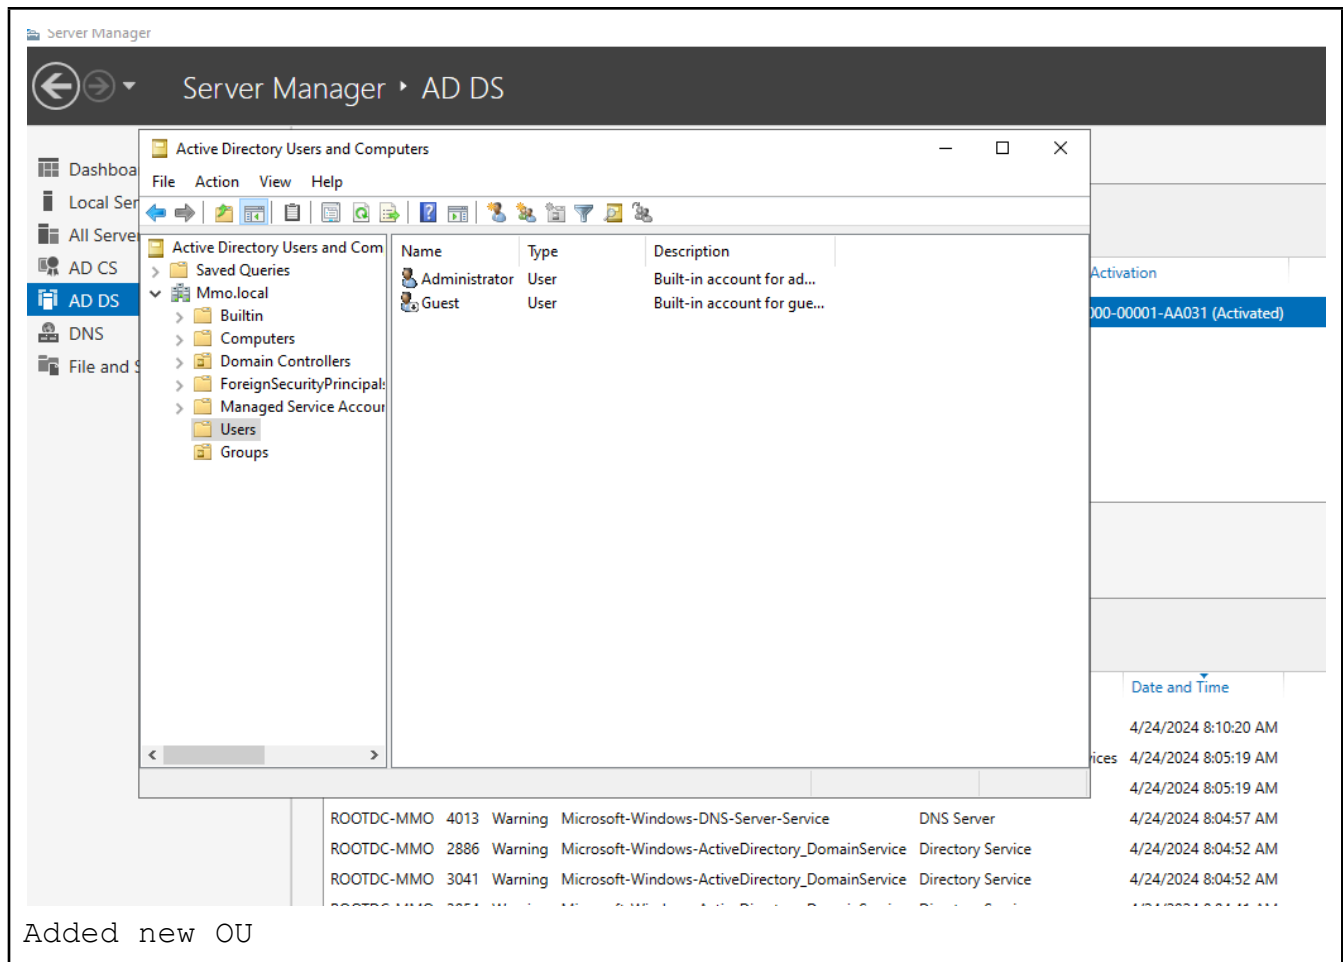 Server Manager
Server Manager ‣ AD DS
Active Directory Users and Computers
File Action View Help
Dashboa
Local Ser
All Server
AD CS
AD DS
DNS
File and S
Active Directory Users and Com
Saved Queries
Mmo.local
Builtin
Computers
Domain Controllers
ForeignSecurityPrincipals
Managed Service Accour
Users
Groups
Name Type Description
Administrator User Built-in account for ad...
Guest User Built-in account for gue...
Activation
000-00001-AA031 (Activated)
Date and Time
4/24/2024 8:10:20 AM
vices 4/24/2024 8:05:19 AM
4/24/2024 8:05:19 AM
ROOTDC-MMO 4013 Warning Microsoft-Windows-DNS-Server-Service DNS Server 4/24/2024 8:04:57 AM
ROOTDC-MMO 2886 Warning Microsoft-Windows-ActiveDirectory_DomainService Directory Service 4/24/2024 8:04:52 AM
ROOTDC-MMO 3041 Warning Microsoft-Windows-ActiveDirectory_DomainService Directory Service 4/24/2024 8:04:52 AM
Added new OU